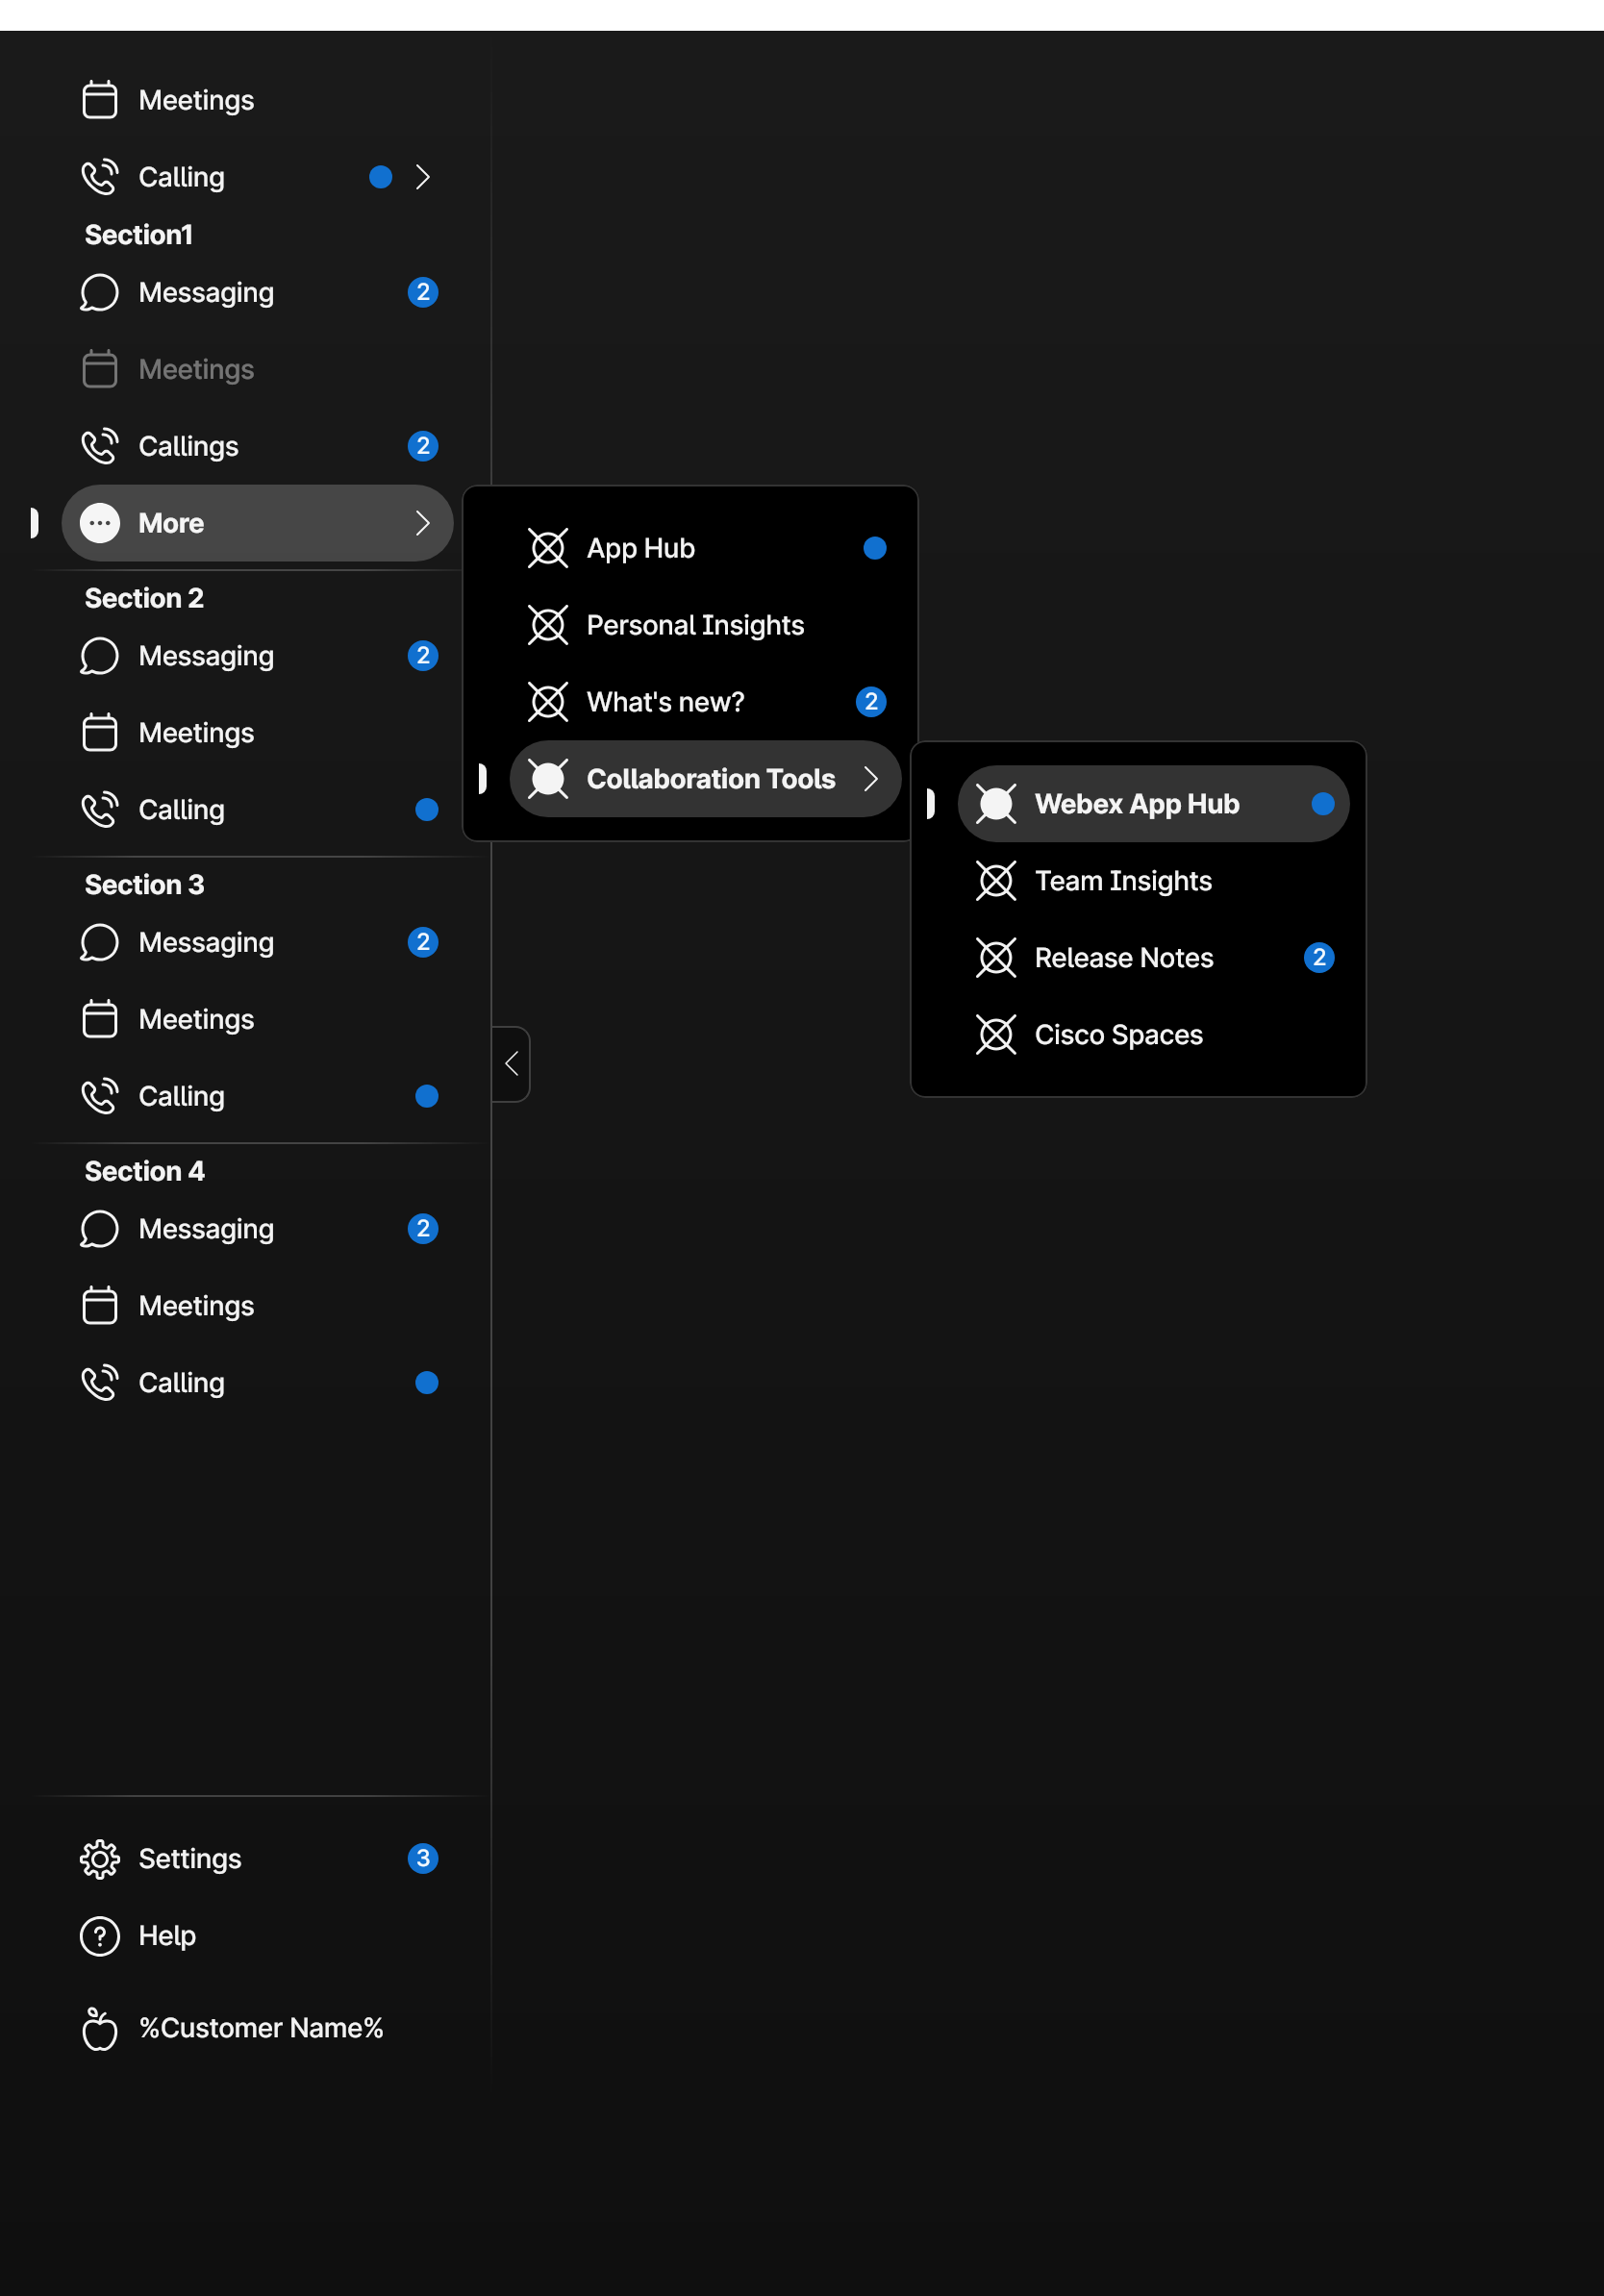 Meetings
Calling
Section1
Messaging 2
Meetings
Callings 2
More
App Hub
Personal Insights
What's new? 2
Collaboration Tools
Webex App Hub
Team Insights
Release Notes 2
Cisco Spaces
Section 2
Messaging 2
Meetings
Calling
Section 3
Messaging 2
Meetings
Calling
Section 4
Messaging 2
Meetings
Calling
Settings 3
Help
%Customer Name%